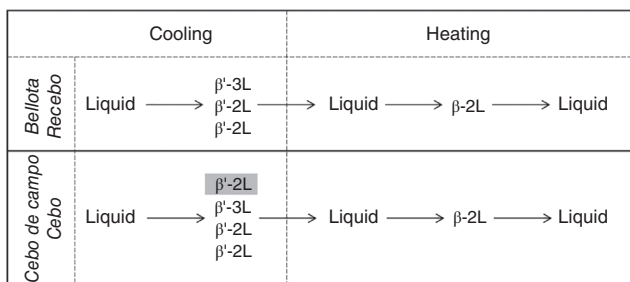 Cooling Heating
Bellota
Recebo
β'-3L
Liquid → β'-2L → Liquid → β-2L → Liquid
β'-2L
Cebo de campo
Cebo
β'-2L
β'-3L
Liquid → β'-2L → Liquid → β-2L → Liquid
β'-2L